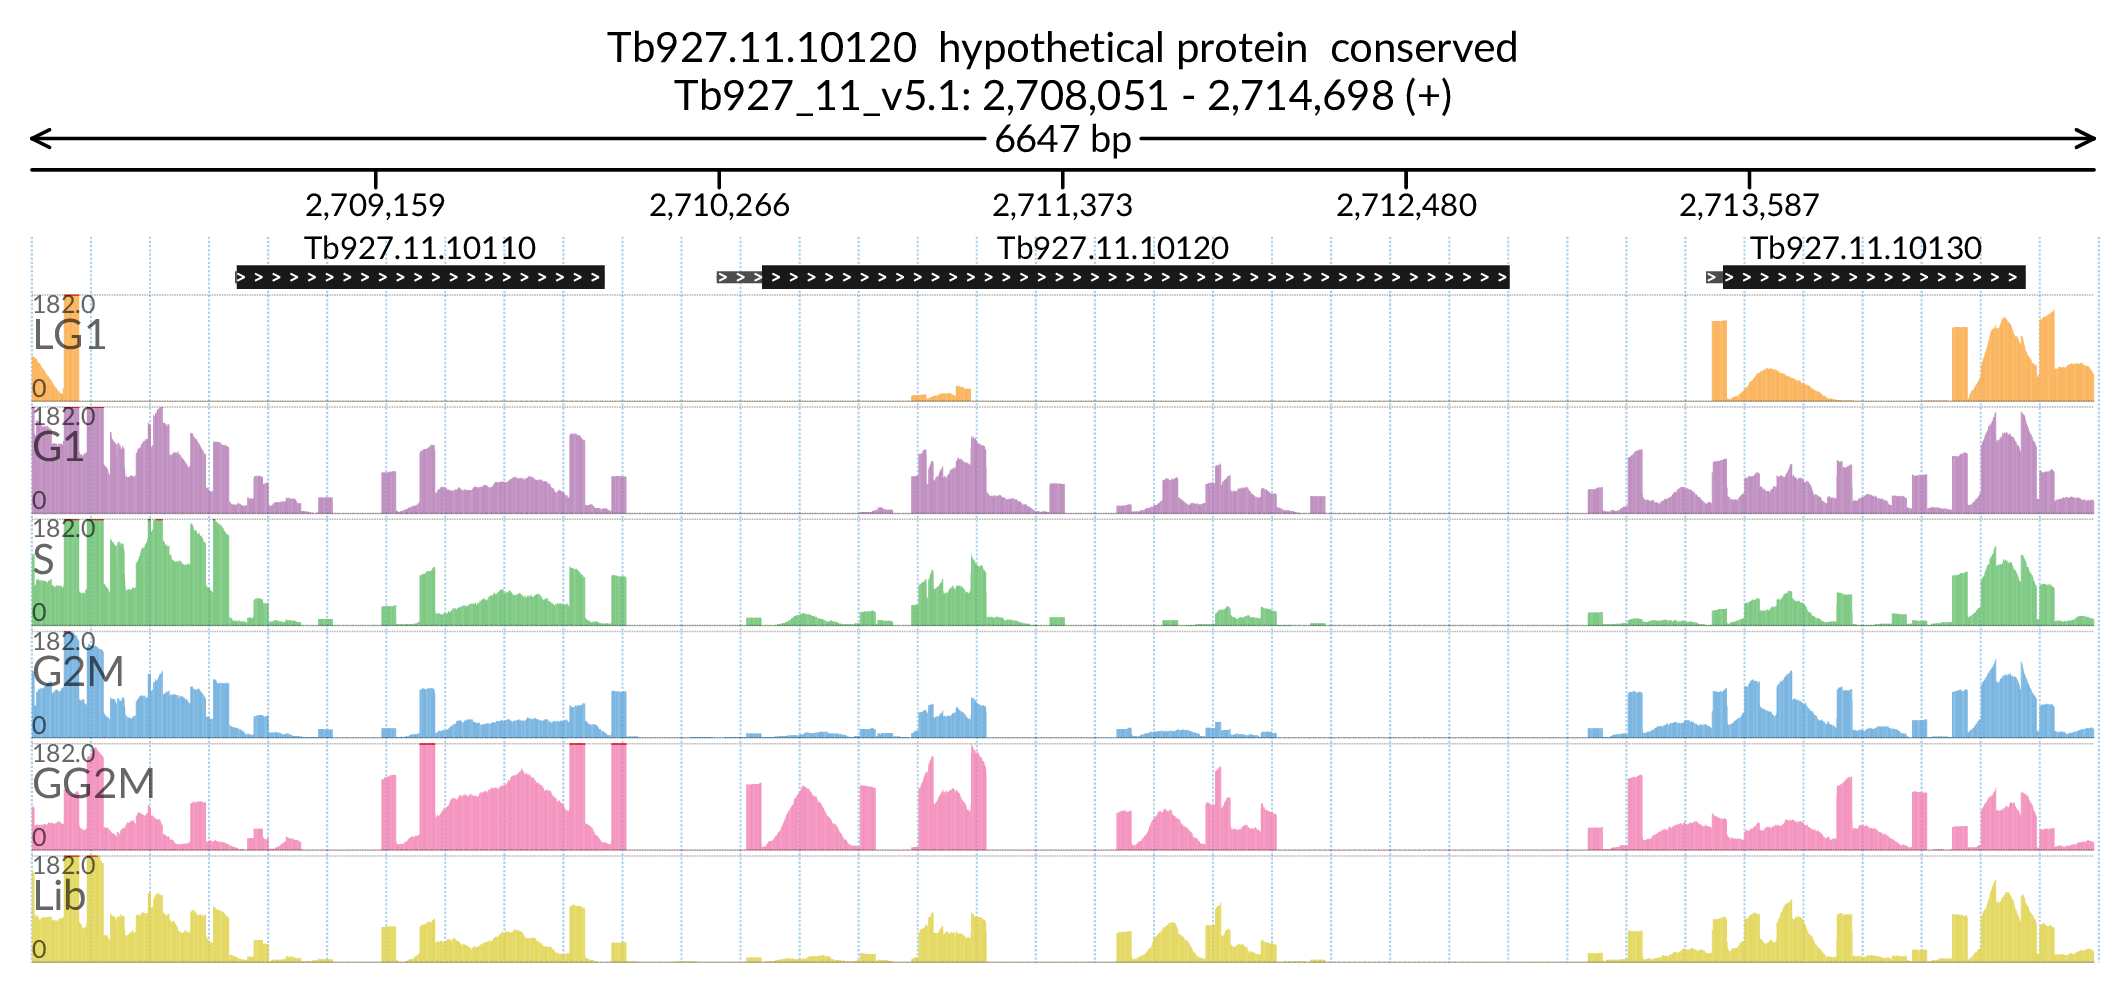 Tb927.11.10120 hypothetical protein conserved
Tb927_11_v5.1: 2,708,051 - 2,714,698 (+)
6647 bp
2,709,159 2,710,266 2,711,373 2,712,480 2,713,587
Tb927.11.10110 Tb927.11.10120 Tb927.11.10130
182.0
LG1
0
182.0
G1
0
182.0
S
0
182.0
G2M
0
182.0
GG2M
0
182.0
Lib
0